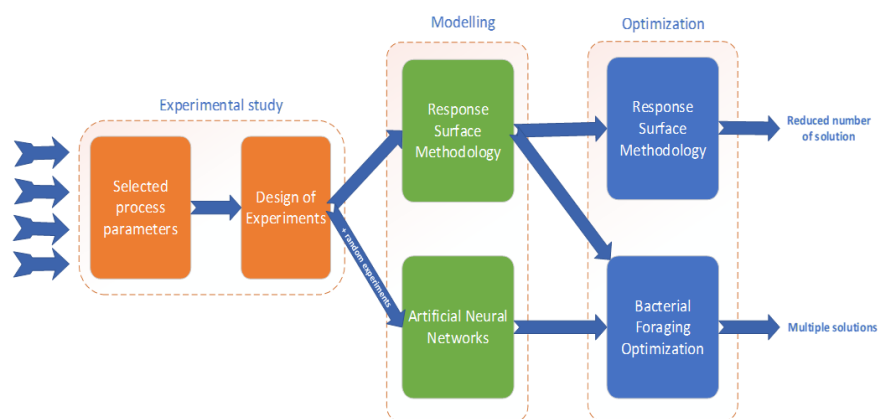 Modelling
Optimization
Experimental study
Selected
process
parameters
Design of
Experiments
+ random experiments
Response
Surface
Methodology
Artificial Neural
Networks
Response
Surface
Methodology
Bacterial
Foraging
Optimization
Reduced number
of solution
Multiple solutions